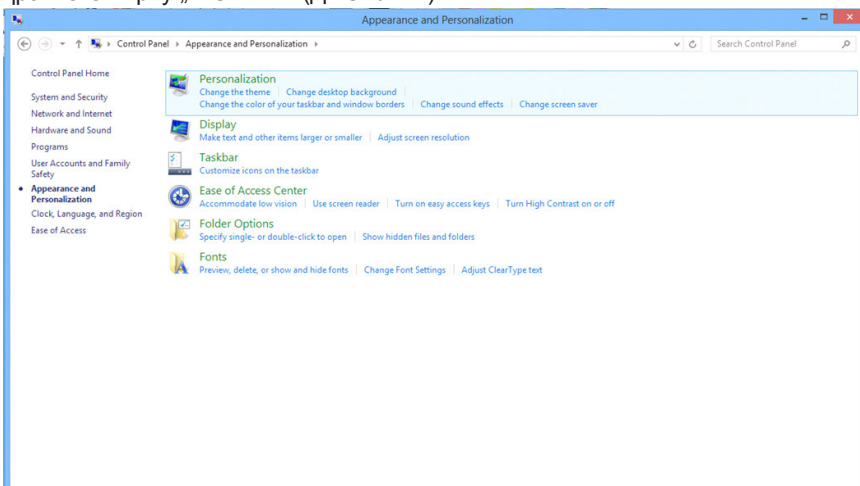 Appearance and Personalization
Control Panel Appearance and Personalization
Search Control Panel
Control Panel Home
System and Security
Network and Internet
Hardware and Sound
Programs
User Accounts and Family
Safety
Appearance and
Personalization
Clock, Language, and Region
Ease of Access
Personalization
Change the theme Change desktop background
Change the color of your taskbar and window borders Change sound effects Change screen saver
Display
Make text and other items larger or smaller Adjust screen resolution
Taskbar
Customize icons on the taskbar
Ease of Access Center
Accommodate low vision Use screen reader Turn on easy access keys Turn High Contrast on or off
Folder Options
Specify single- or double-click to open Show hidden files and folders
Fonts
Preview, delete, or show and hide fonts Change Font Settings Adjust ClearType text